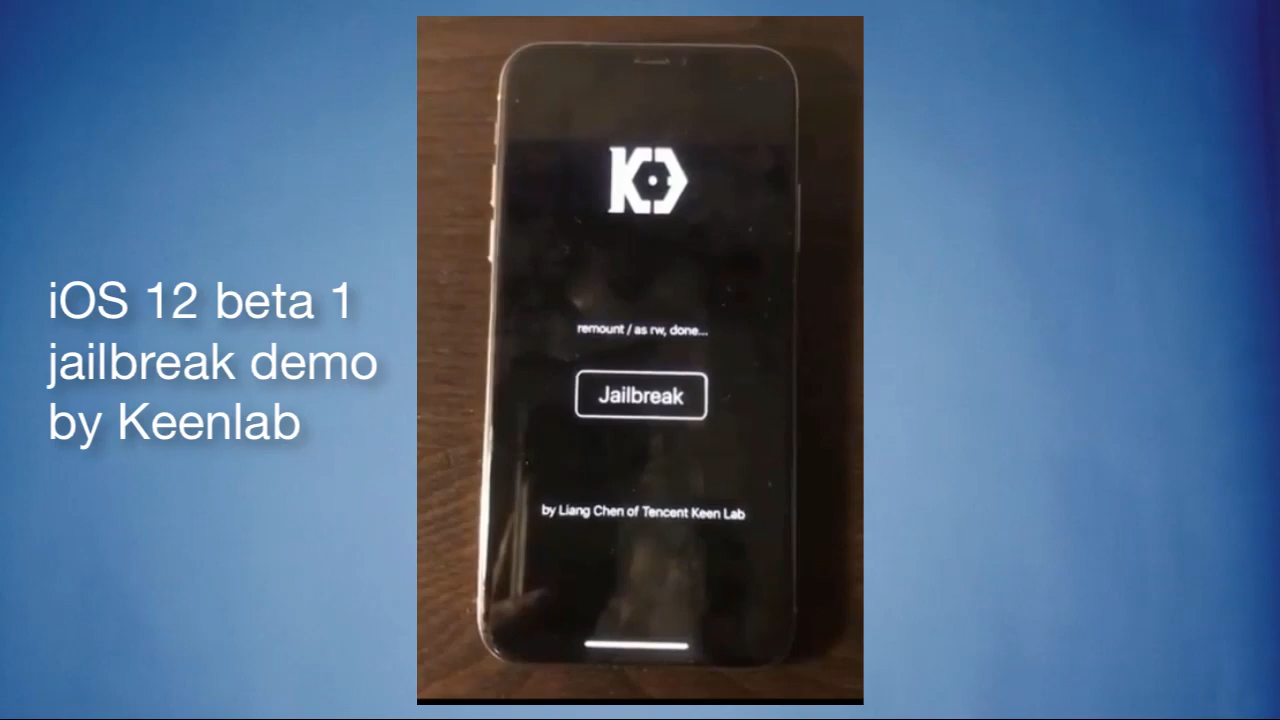 iOS 12 beta 1
jailbreak demo
by Keenlab
remount / as rw, done...
Jailbreak
by Liang Chen of Tencent Keen Lab